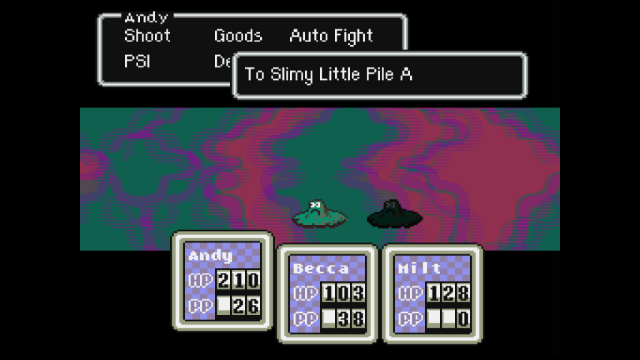 Andy
Shoot Goods Auto Fight
PSI De
To Slimy Little Pile A
Andy
HP 210
PP 26
Becca
HP 103
PP 38
Milt
HP 128
PP 0